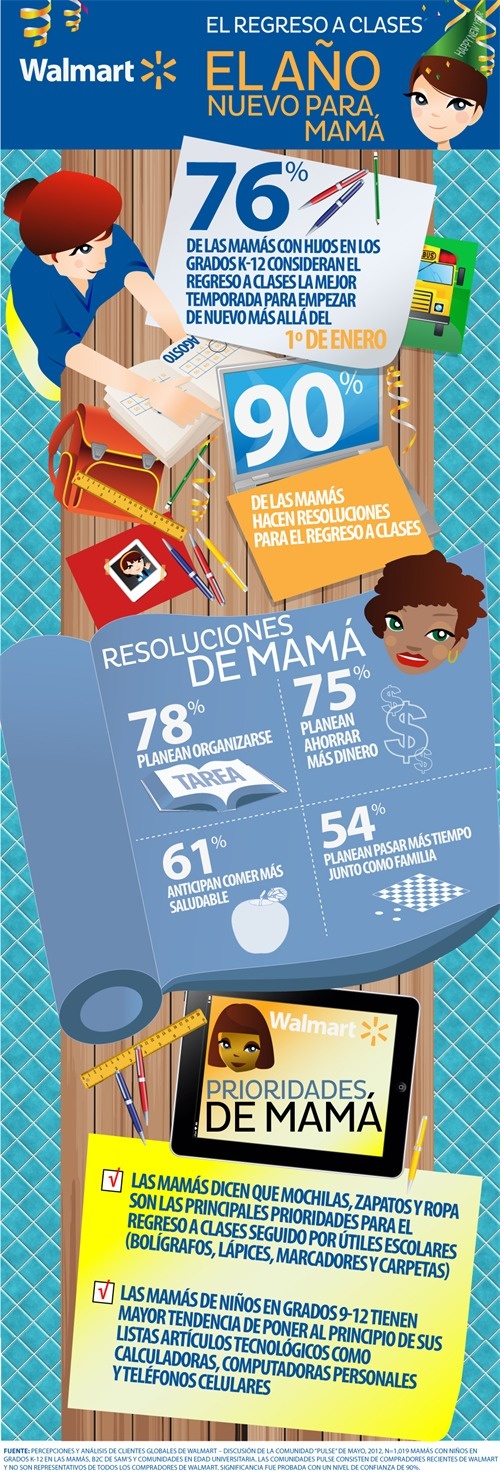 EL REGRESO A CLASES
Walmart
EL AÑO
NUEVO PARA
MAMÁ
HAPPY NEW YEAR
76%
DE LAS MAMÁS CON HIJOS EN LOS
GRADOS K-12 CONSIDERAN EL
REGRESO A CLASES LA MEJOR
TEMPORADA PARA EMPEZAR
DE NUEVO MÁS ALLÁ DEL
1º DE ENERO
BUS
AGOSTO
90%
DE LAS MAMÁS
HACEN RESOLUCIONES
PARA EL REGRESO A CLASES
RESOLUCIONES
DE MAMÁ
78%
PLANEAN ORGANIZARSE
TAREA
75%
PLANEAN
AHORRAR
MÁS DINERO
$
$
$
61%
ANTICIPAN COMER MÁS
SALUDABLE
54%
PLANEAN PASAR MÁS TIEMPO
JUNTO COMO FAMILIA
Walmart
PRIORIDADES
DE MAMÁ
LAS MAMÁS DICEN QUE MOCHILAS, ZAPATOS Y ROPA
SON LAS PRINCIPALES PRIORIDADES PARA EL
REGRESO A CLASES SEGUIDO POR ÚTILES ESCOLARES
(BOLÍGRAFOS, LÁPICES, MARCADORES Y CARPETAS)
LAS MAMÁS DE NIÑOS EN GRADOS 9-12 TIENEN
MAYOR TENDENCIA DE PONER AL PRINCIPIO DE SUS
LISTAS ARTÍCULOS TECNOLÓGICOS COMO
CALCULADORAS, COMPUTADORAS PERSONALES
Y TELÉFONOS CELULARES
FUENTE: PERCEPCIONES Y ANÁLISIS DE CLIENTES GLOBALES DE WALMART – DISCUSIÓN DE LA COMUNIDAD "PULSE" DE MAYO, 2012, N=1,019 MAMÁS CON NIÑOS EN
GRADOS K-12 EN LAS MAMÁS, B2C DE SAM'S Y COMUNIDADES EN EDAD UNIVERSITARIA. LAS COMUNIDADES PULSE CONSISTEN DE COMPRADORES RECIENTES DE WALMART
Y NO SON REPRESENTATIVOS DE TODOS LOS COMPRADORES DE WALMART. SIGNIFICANCIA FUE PROBADA CON UN NIVEL DE CONFIANZA DE 90%.